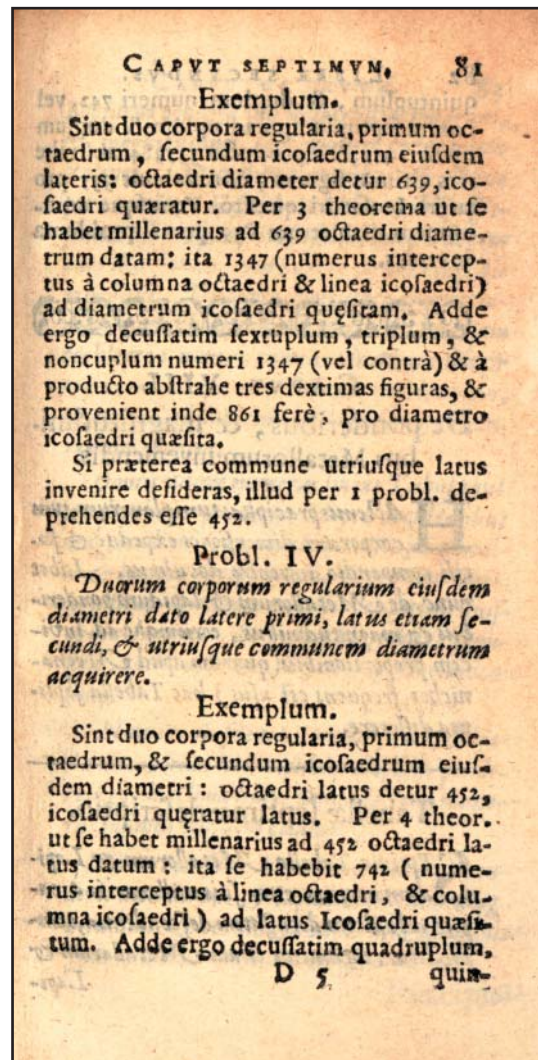 CAPVT SEPTIMVM, 81
Exemplum.
Sint duo corpora regularia, primum oc-
taedrum, ſecundum icoſaedrum eiuſdem
lateris: octaedri diameter detur 639, ico-
ſaedri quæratur. Per 3 theorema ut ſe
habet millenarius ad 639 octaedri diame-
trum datam: ita 1347 (numerus intercep-
tus à columna octaedri & linea icoſaedri)
ad diametrum icoſaedri quęſitam. Adde
ergo decuſſatim ſextuplum, triplum, &
noncuplum numeri 1347 (vel contrà) & à
producto abſtrahe tres dextimas figuras, &
provenient inde 861 ferè, pro diametro
icoſaedri quæſita.
Si præterea commune utriuſque latus
invenire deſideras, illud per 1 probl. de-
prehendes eſſe 452.
Probl. IV.
Duorum corporum regularium eiuſdem
diametri dato latere primi, latus etiam ſe-
cundi, & utriuſque communem diametrum
acquirere.
Exemplum.
Sint duo corpora regularia, primum oc-
taedrum, & ſecundum icoſaedrum eiuſ-
dem diametri: octaedri latus detur 452,
icoſaedri quęratur latus. Per 4 theor.
ut ſe habet millenarius ad 452 octaedri la-
tus datum: ita ſe habebit 742 (nume-
rus interceptus à linea octaedri, & colu-
mna icoſaedri) ad latus Icoſaedri quæſi-
tum. Adde ergo decuſſatim quadruplum,
D 5 quin-